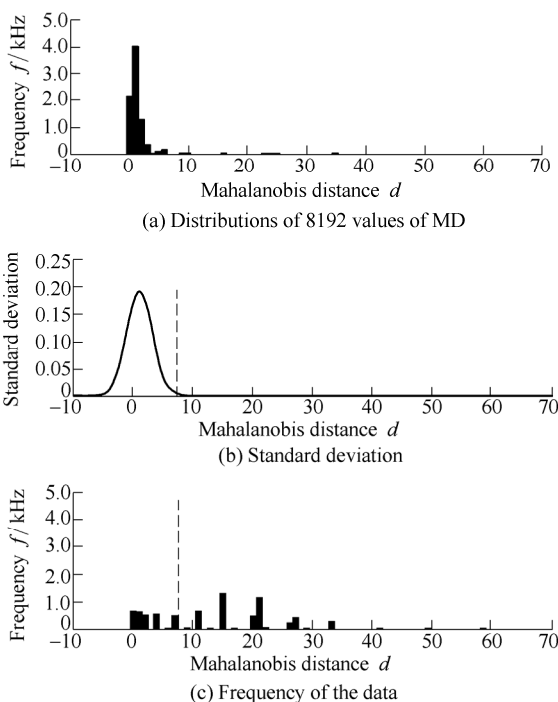 Frequency f / kHz
5.0
4.0
3.0
2.0
1.0
–10 0 10 20 30 40 50 60 70
Mahalanobis distance d
(a) Distributions of 8192 values of MD
Standard deviation
0.25
0.20
0.15
0.10
0.05
0
–10 0 10 20 30 40 50 60 70
Mahalanobis distance d
(b) Standard deviation
Frequency f / kHz
5.0
4.0
3.0
2.0
1.0
0
–10 0 10 20 30 40 50 60 70
Mahalanobis distance d
(c) Frequency of the data